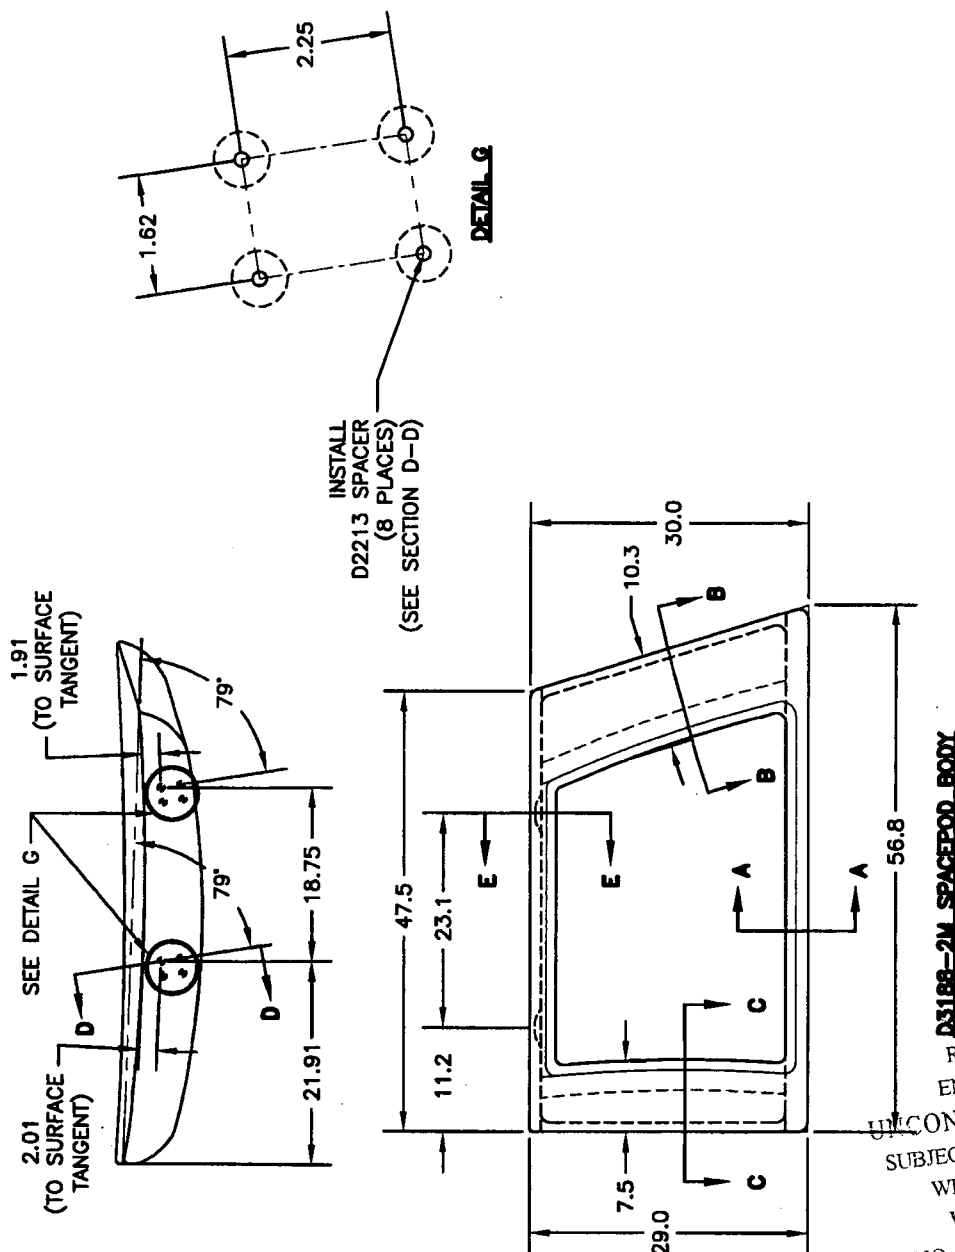 2.25
1.62
DETAIL G
INSTALL
D2213 SPACER
(8 PLACES)
(SEE SECTION D-D)
1.91
(TO SURFACE
TANGENT)
79°
SEE DETAIL G
79°
18.75
D
D
2.01
(TO SURFACE
TANGENT)
21.91
30.0
10.3
B
B
47.5
E
E
23.1
A
A
56.8
11.2
C
C
7.5
29.0
D3188-2M SPACEPOD BODY
UNCON
SUBJEC